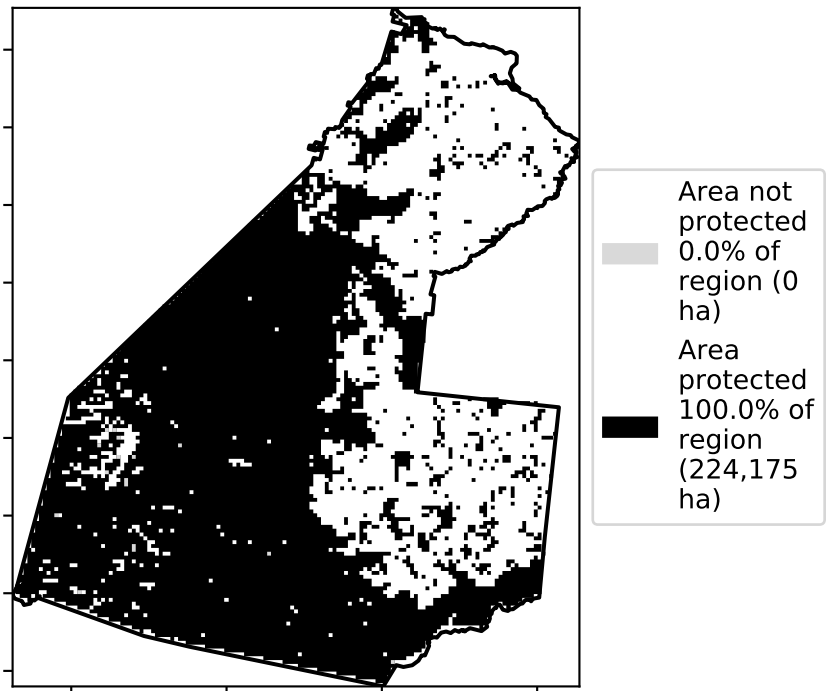 Area not
protected
0.0% of
region (0
ha)
Area
protected
100.0% of
region
(224,175
ha)